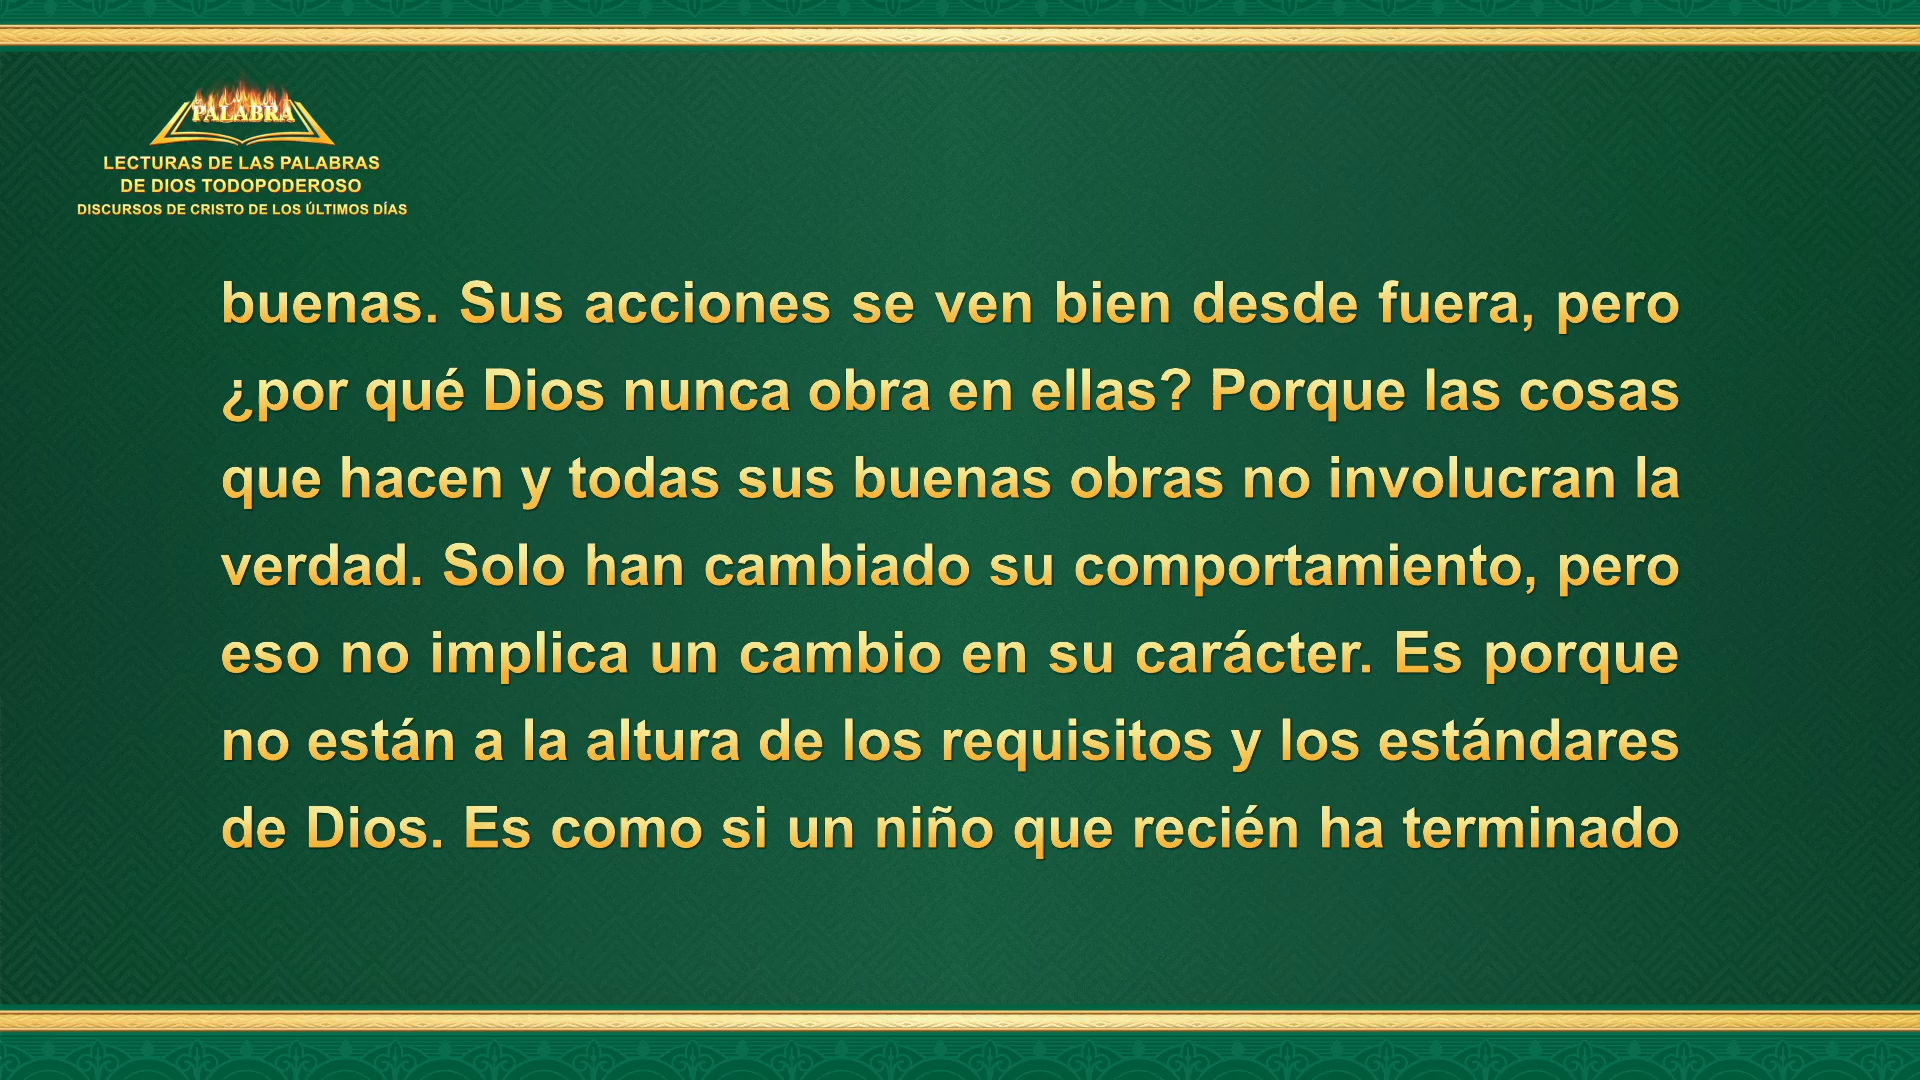 PALABRA
LECTURAS DE LAS PALABRAS
DE DIOS TODOPODEROSO
DISCURSOS DE CRISTO DE LOS ÚLTIMOS DÍAS
buenas. Sus acciones se ven bien desde fuera, pero
¿por qué Dios nunca obra en ellas? Porque las cosas
que hacen y todas sus buenas obras no involucran la
verdad. Solo han cambiado su comportamiento, pero
eso no implica un cambio en su carácter. Es porque
no están a la altura de los requisitos y los estándares
de Dios. Es como si un niño que recién ha terminado